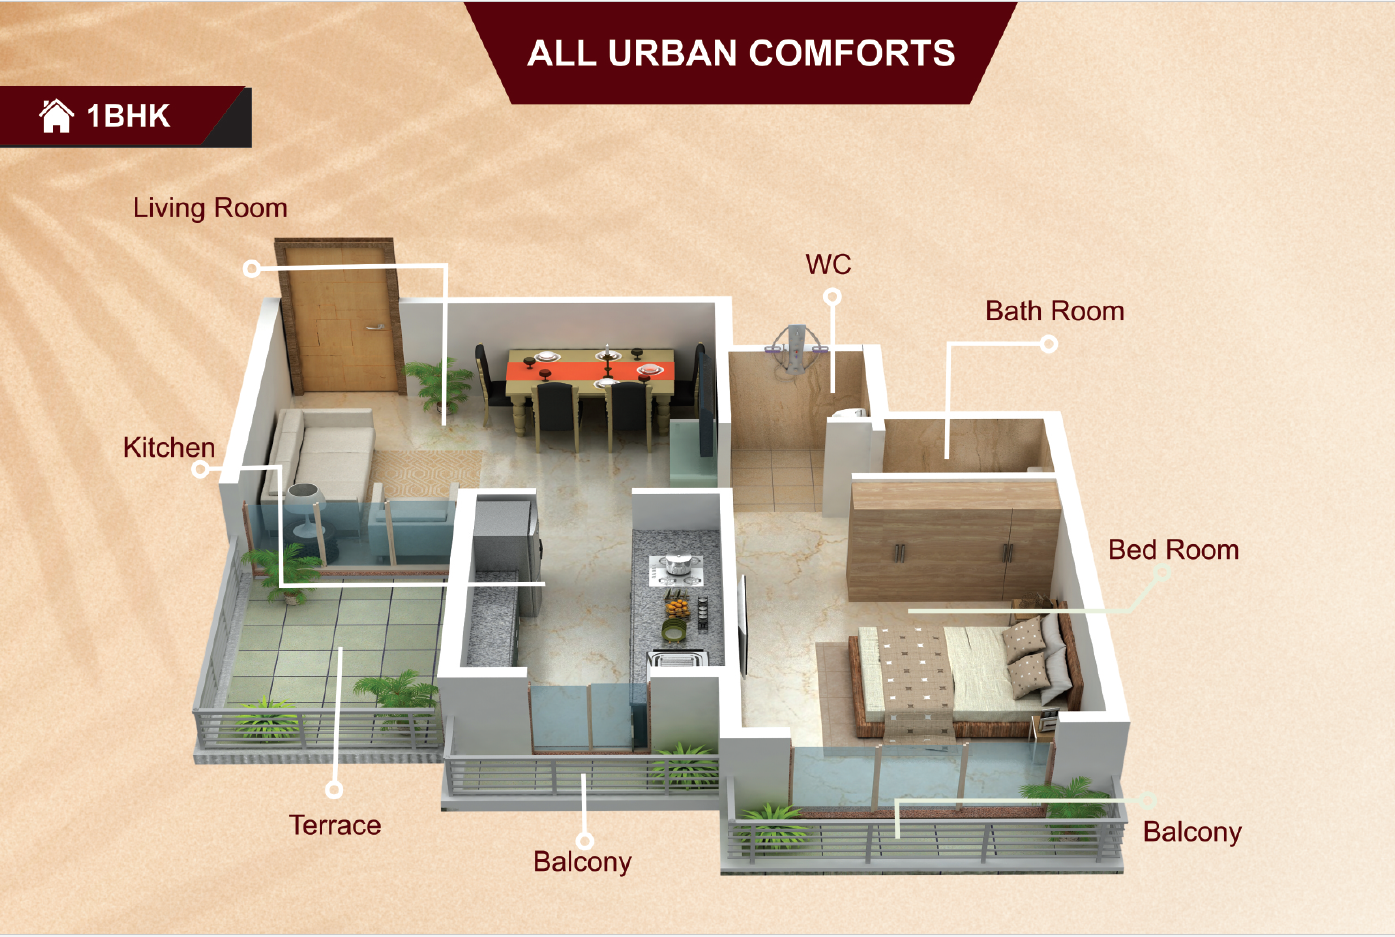 ALL URBAN COMFORTS
1BHK
Living Room
WC
Bath Room
Kitchen
Bed Room
Terrace
Balcony
Balcony